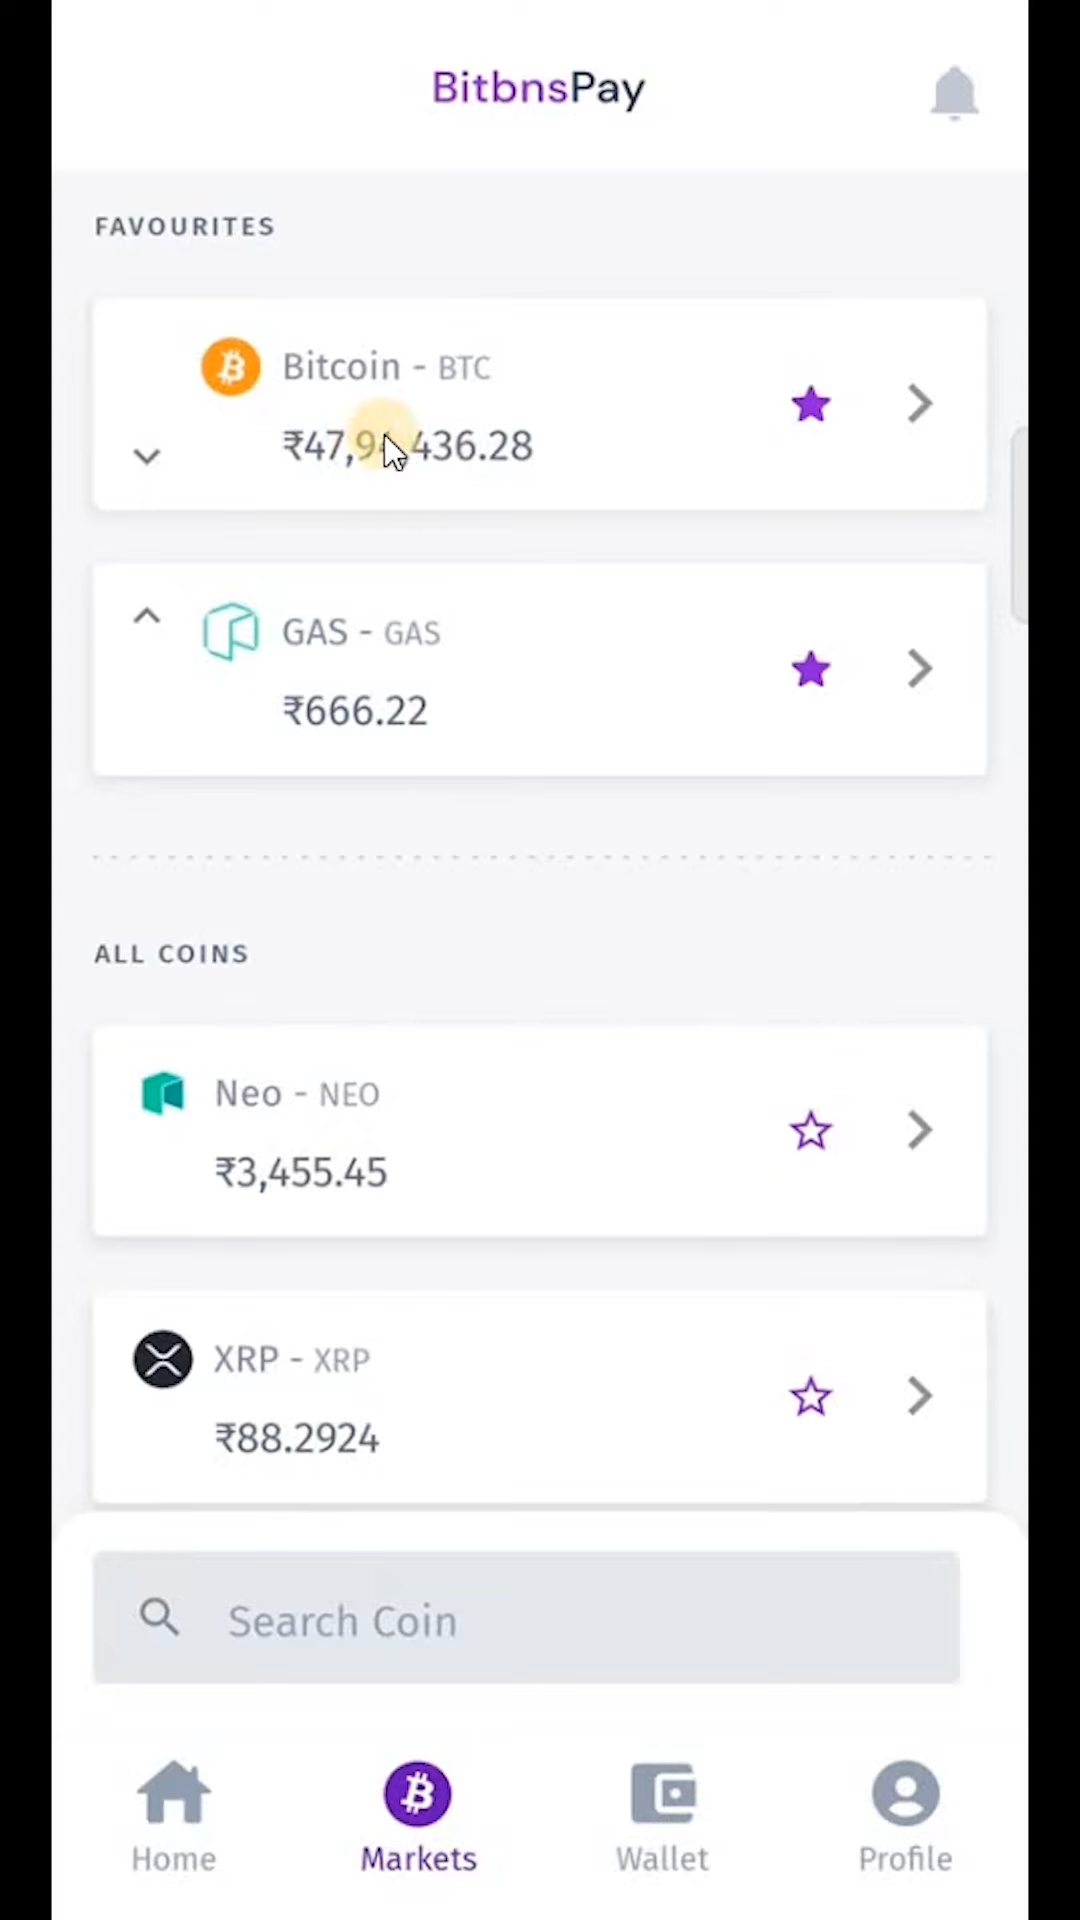 BitbnsPay
FAVOURITES
Bitcoin - BTC
GAS - GAS
₹666.22
ALL COINS
Neo - NEO
₹3,455.45
XRP - XRP
₹88.2924
Search Coin
Home Markets Wallet Profile